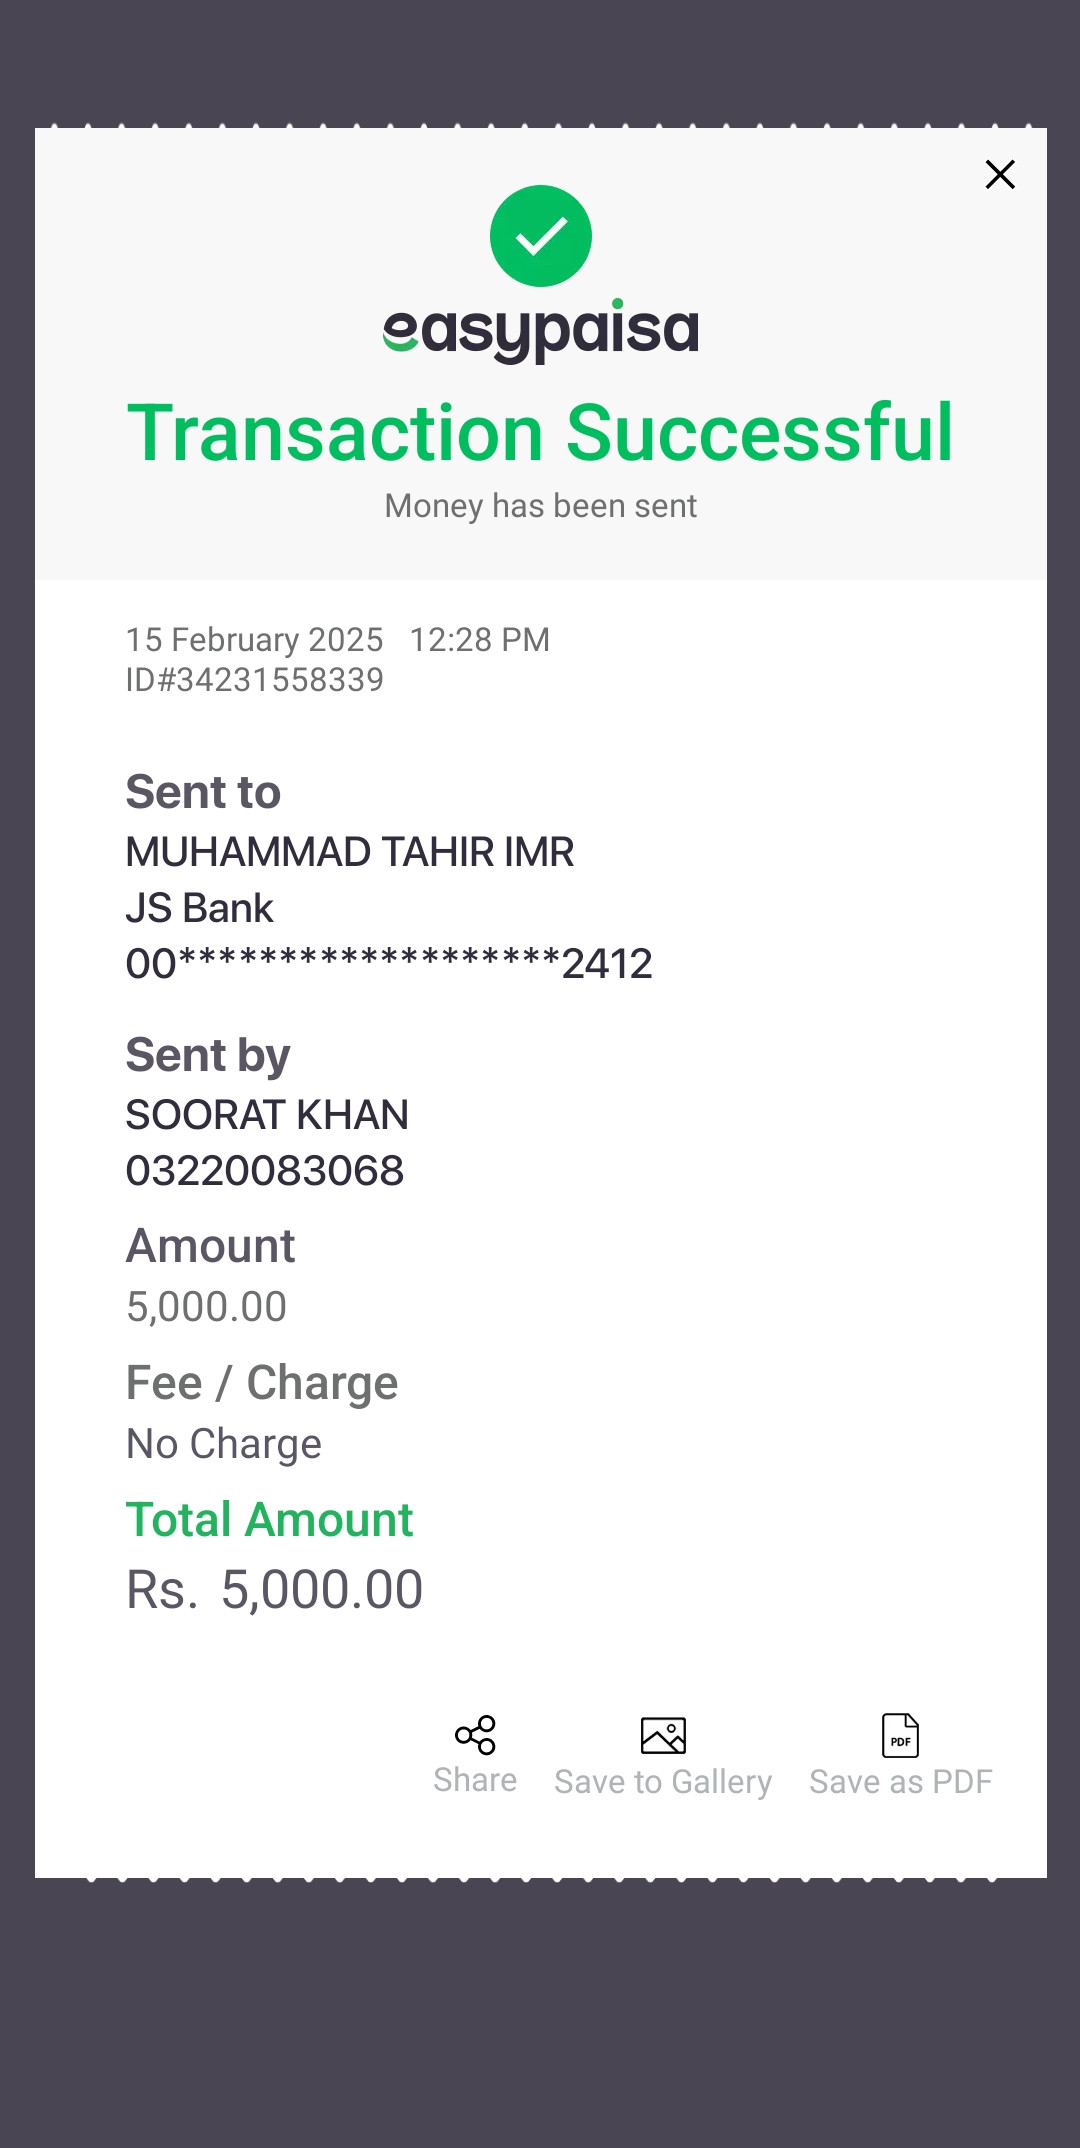 easypaisa
Transaction Successful
Money has been sent
15 February 2025 12:28 PM
ID#34231558339
Sent to
MUHAMMAD TAHIR IMR
JS Bank
00*******************2412
Sent by
SOORAT KHAN
03220083068
Amount
5,000.00
Fee / Charge
No Charge
Total Amount
Rs. 5,000.00
PDF
Share Save to Gallery Save as PDF